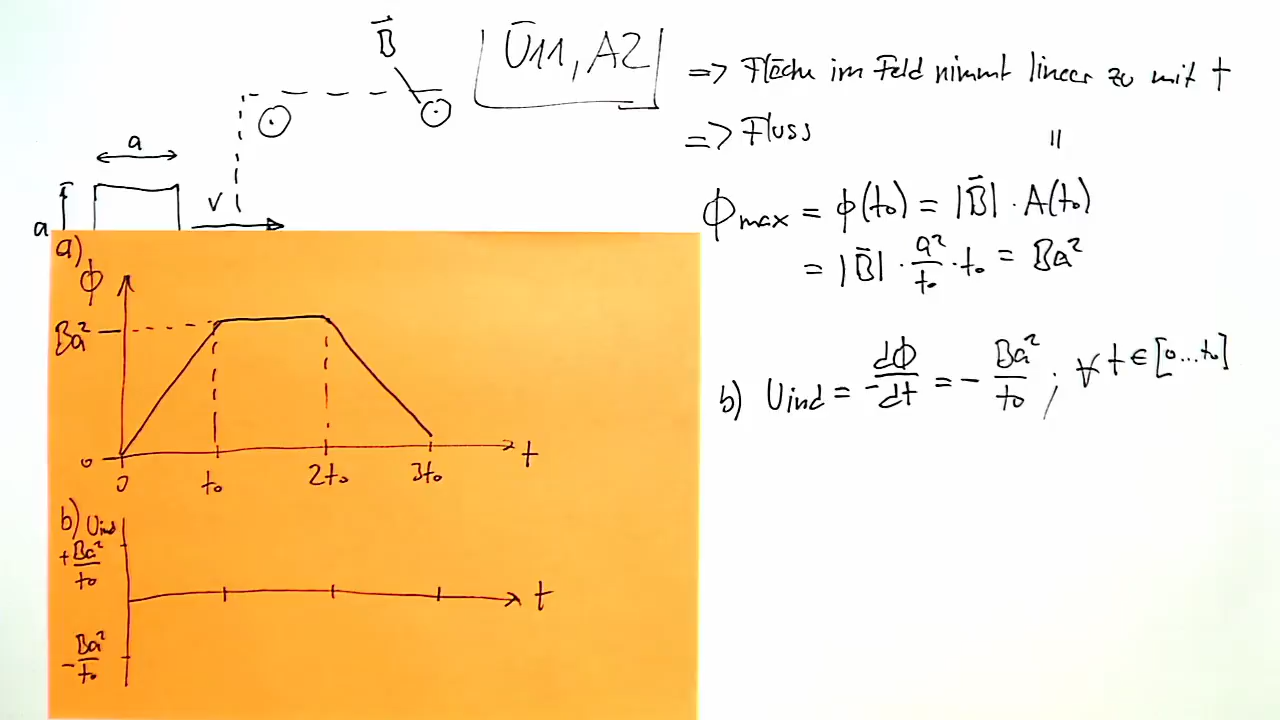 B⃗
Ü11, A2
a
a
v
=> Fläche im Feld nimmt linear zu mit t
=> Fluss
"
ϕmax = ϕ(t₀) = |B⃗| · A(t₀)
= |B⃗| · a²/t₀ · t₀ = Ba²
b) Uind = -dϕ/dt = - Ba²/t₀ ; ∀ t ∈ [0...t₀]
a)
ϕ
Ba²
0
0 t₀ 2t₀ 3t₀ t
b) Uind
+Ba²/t₀
t
-Ba²/t₀